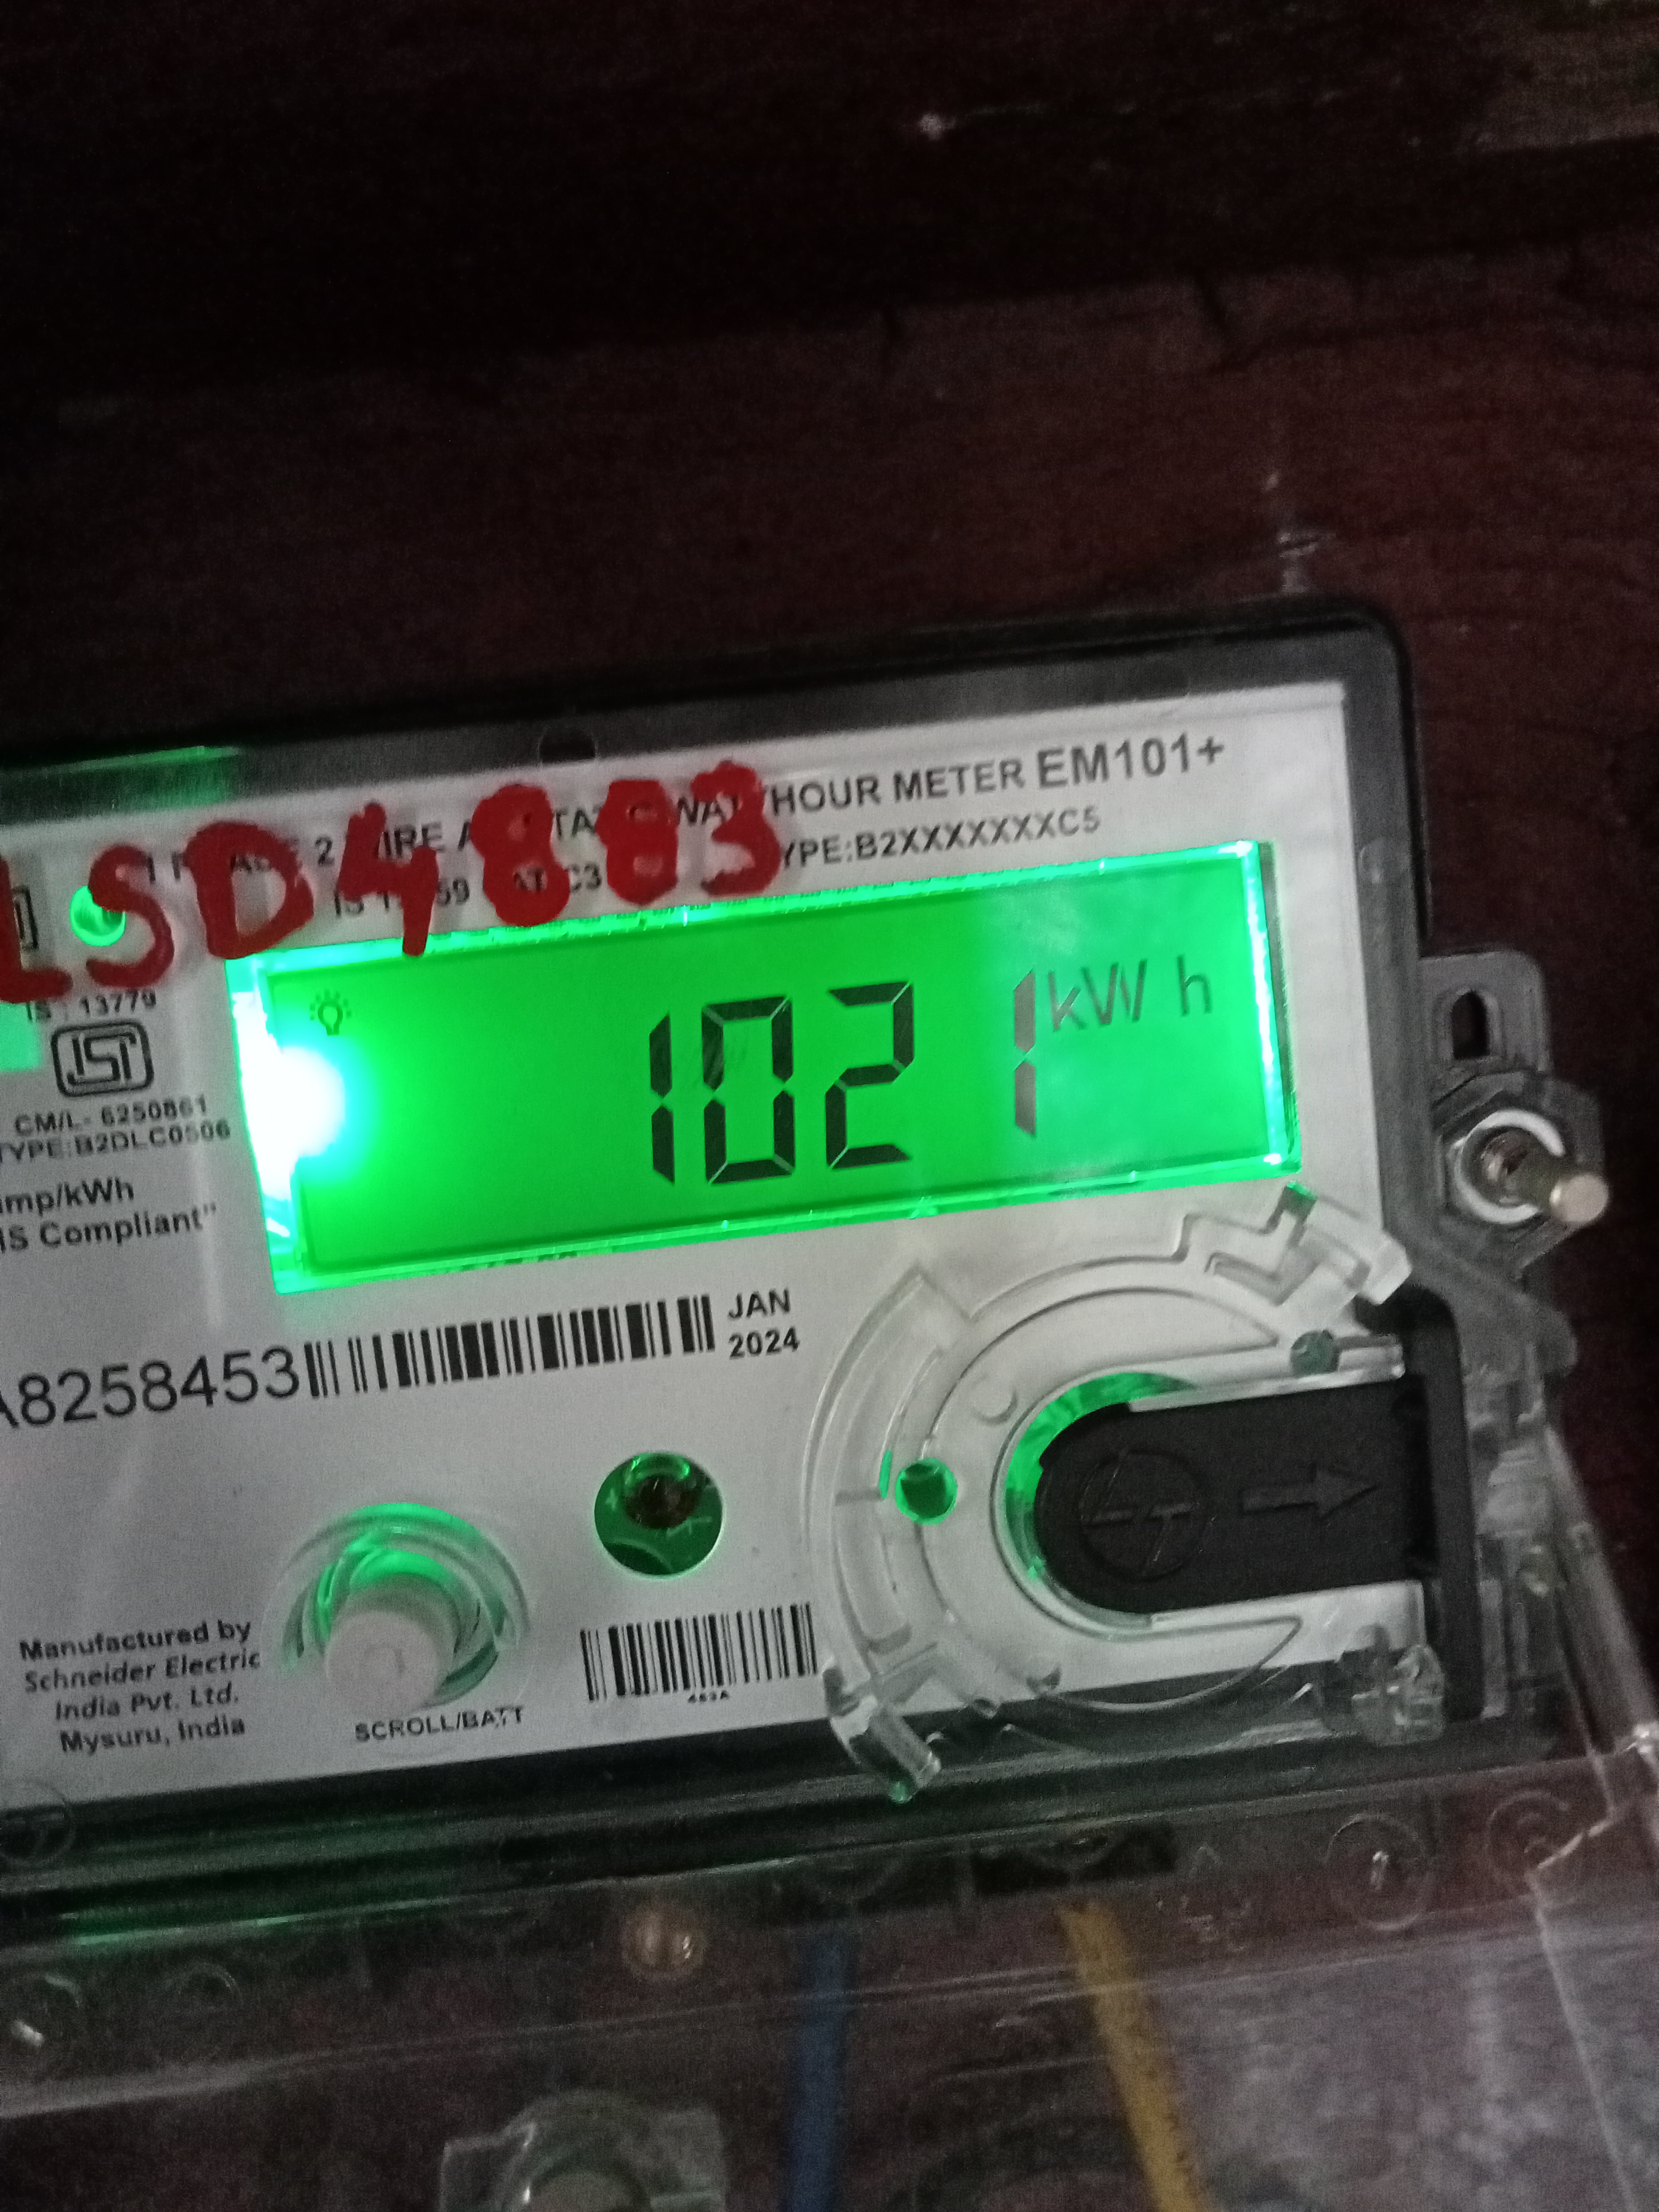 HOUR METER EM101+
LSD4883
YPE:B2XXXXXXXC5
IS : 13779
ISI
1021 kWh
CM/L- 6250861
TYPE:B2DLC0506
imp/kWh
Compliant"
JAN
2024
A8258453
Manufactured by
Schneider Electric
India Pvt. Ltd.
Mysuru, India
SCROLL/BATT